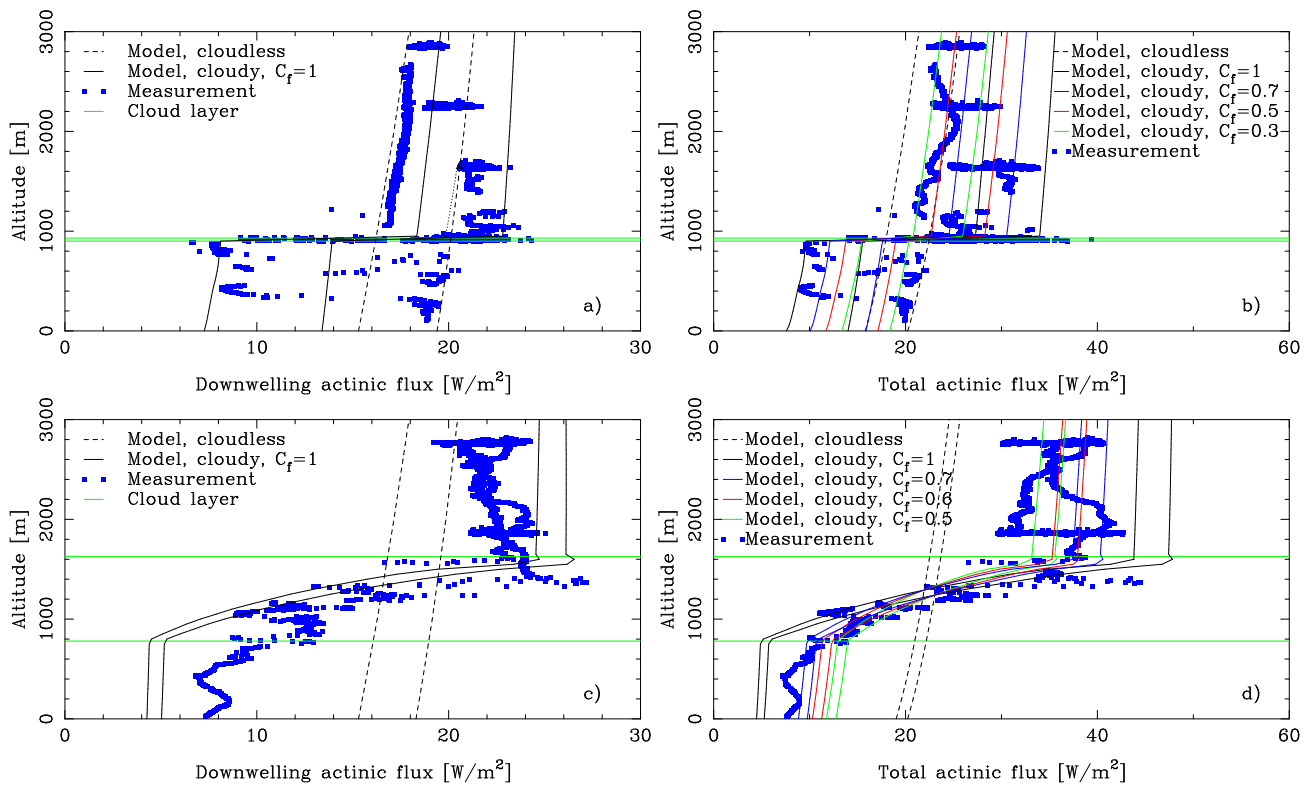 Model, cloudless
Model, cloudy, C_f=1
Measurement
Cloud layer
a)
Altitude [m]
0
1000
2000
3000
0 10 20 30
Downwelling actinic flux [W/m²]
Model, cloudless
Model, cloudy, C_f=1
Model, cloudy, C_f=0.7
Model, cloudy, C_f=0.5
Model, cloudy, C_f=0.3
Measurement
b)
Altitude [m]
0
1000
2000
3000
0 20 40 60
Total actinic flux [W/m²]
Model, cloudless
Model, cloudy, C_f=1
Measurement
Cloud layer
c)
Altitude [m]
0
1000
2000
3000
0 10 20 30
Downwelling actinic flux [W/m²]
Model, cloudless
Model, cloudy, C_f=1
Model, cloudy, C_f=0.7
Model, cloudy, C_f=0.6
Model, cloudy, C_f=0.5
Measurement
d)
Altitude [m]
0
1000
2000
3000
0 20 40 60
Total actinic flux [W/m²]